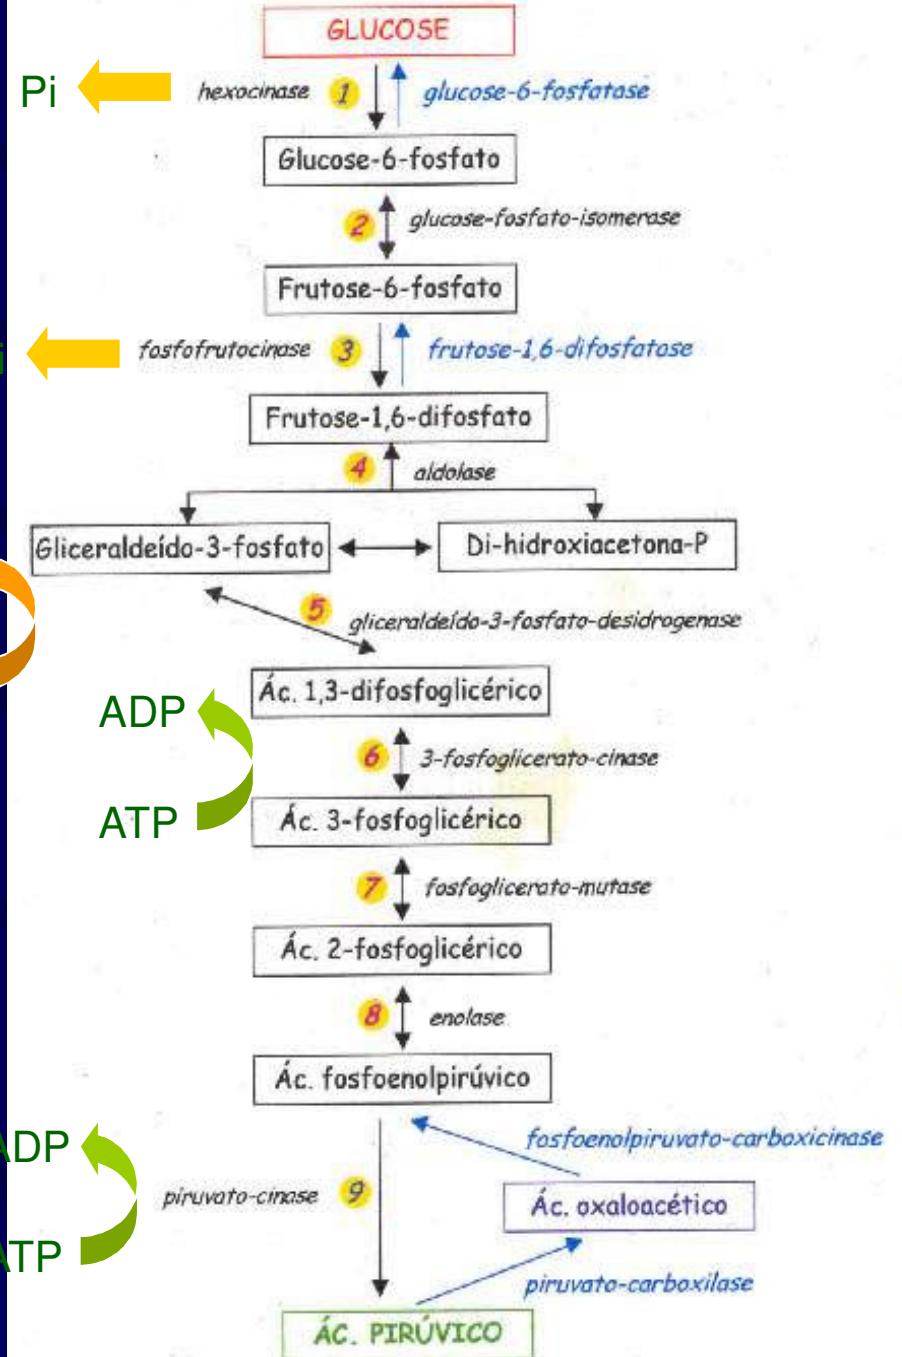 GLUCOSE
Pi
hexocinase 1 glucose-6-fosfatase
Glucose-6-fosfato
2 glucose-fosfato-isomerase
Frutose-6-fosfato
i fosfofrutocinase 3 frutose-1,6-difosfatase
Frutose-1,6-difosfato
4 aldolase
Gliceraldeído-3-fosfato Di-hidroxiacetona-P
5 gliceraldeído-3-fosfato-desidrogenase
Ác. 1,3-difosfoglicérico
ADP
6 3-fosfoglicerato-cinase
ATP
Ác. 3-fosfoglicérico
7 fosfoglicerato-mutase
Ác. 2-fosfoglicérico
8 enolase
Ác. fosfoenolpirúvico
ADP
fosfoenolpiruvato-carboxicinase
piruvato-cinase 9
Ác. oxaloacético
ATP
piruvato-carboxilase
ÁC. PIRÚVICO